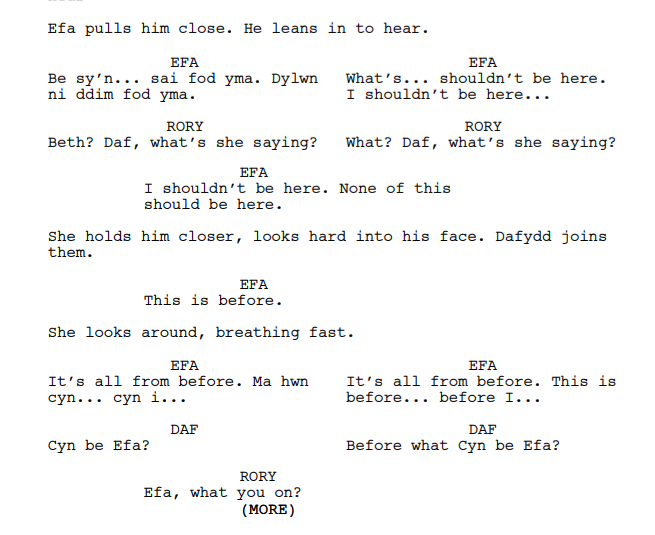 Efa pulls him close. He leans in to hear.
EFA
Be sy'n... sai fod yma. Dylwn
ni ddim fod yma.
EFA
What's... shouldn't be here.
I shouldn't be here...
RORY
Beth? Daf, what's she saying?
RORY
What? Daf, what's she saying?
EFA
I shouldn't be here. None of this
should be here.
She holds him closer, looks hard into his face. Dafydd joins
them.
EFA
This is before.
She looks around, breathing fast.
EFA
It's all from before. Ma hwn
cyn... cyn i...
EFA
It's all from before. This is
before... before I...
DAF
Cyn be Efa?
DAF
Before what Cyn be Efa?
RORY
Efa, what you on?
(MORE)